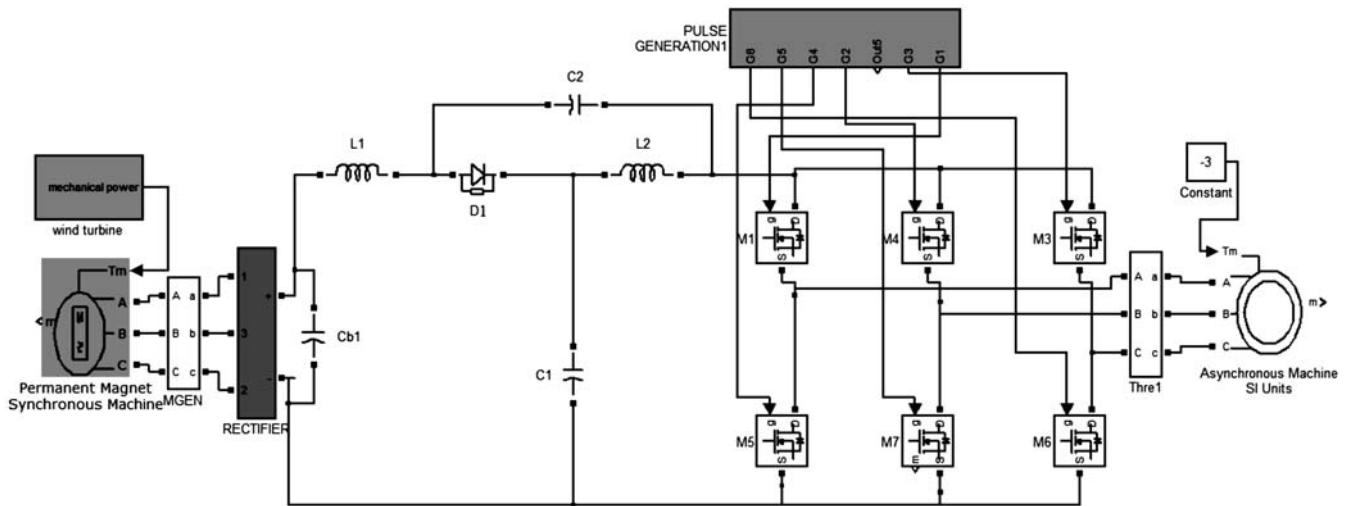 PULSE
GENERATION1
G8
G5
G4
G2
Out5
G3
G1
C2
L1
L2
D1
mechanical power
wind turbine
-3
Constant
g
M1
S
g
M4
S
g
M3
S
Tm
A
B
C
m
Permanent Magnet
Synchronous Machine
A a
B b
C c
MGEN
1
3
2
+
-
RECTIFIER
Cb1
C1
A a
B b
C c
Thre1
Tm
A
B
C
m
Asynchronous Machine
SI Units
g
M5
S
g
M7
m
S
g
M6
S